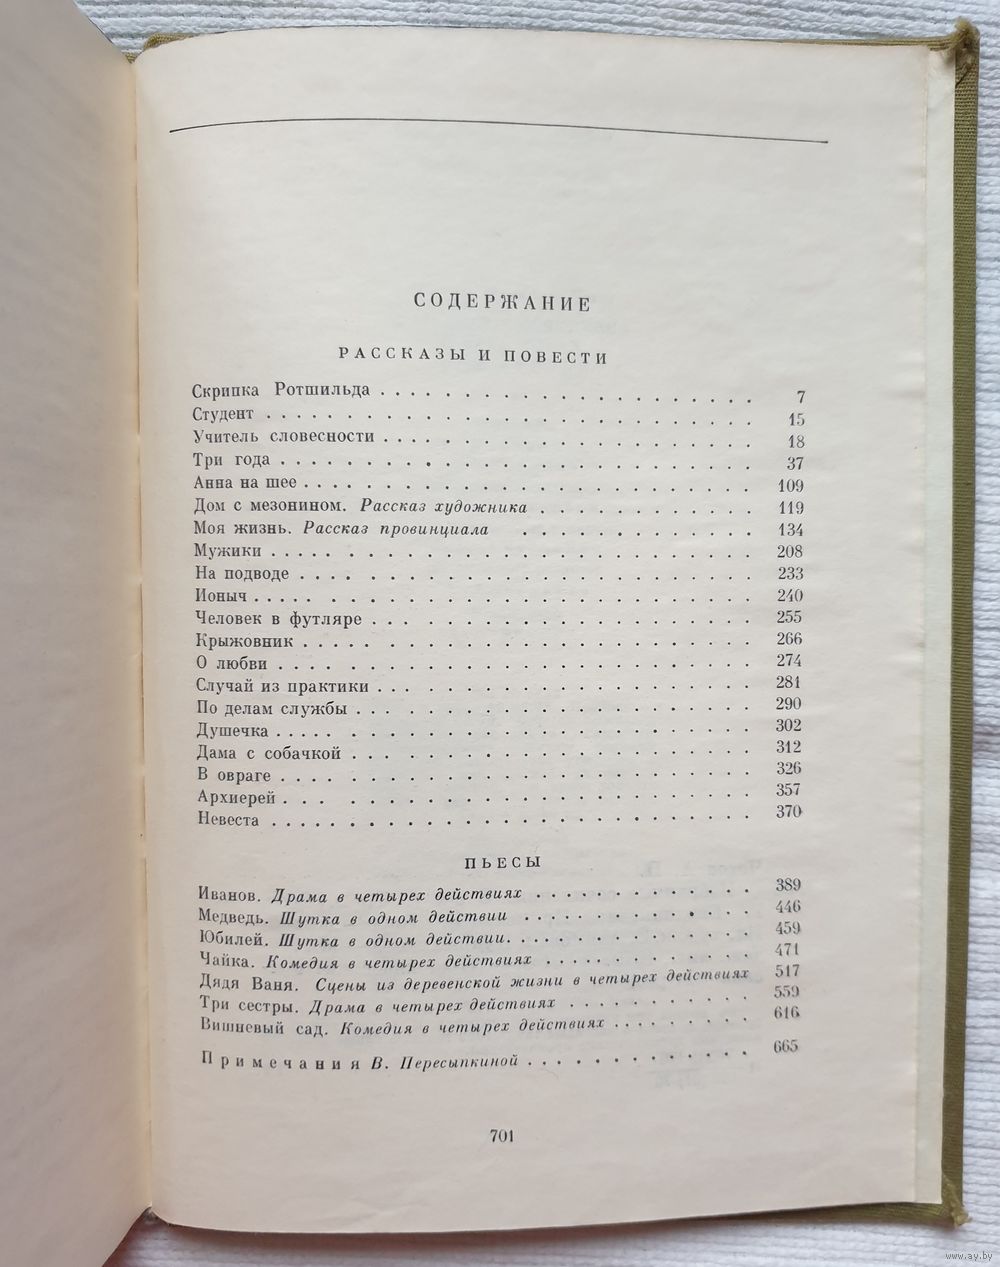 СОДЕРЖАНИЕ
РАССКАЗЫ И ПОВЕСТИ
Скрипка Ротшильда . . . . . . . . . . . . . . . . . . . . 7
Студент . . . . . . . . . . . . . . . . . . . . 15
Учитель словесности . . . . . . . . . . . . . . . . . . . . 18
Три года . . . . . . . . . . . . . . . . . . . . 37
Анна на шее . . . . . . . . . . . . . . . . . . . . 109
Дом с мезонином. Рассказ художника . . . . . . . . . . . . 119
Моя жизнь. Рассказ провинциала . . . . . . . . . . . . 134
Мужики . . . . . . . . . . . . . . . . . . . . 208
На подводе . . . . . . . . . . . . . . . . . . . . 233
Ионыч . . . . . . . . . . . . . . . . . . . . 240
Человек в футляре . . . . . . . . . . . . . . . . . . . . 255
Крыжовник . . . . . . . . . . . . . . . . . . . . 266
О любви . . . . . . . . . . . . . . . . . . . . 274
Случай из практики . . . . . . . . . . . . . . . . . . . . 281
По делам службы . . . . . . . . . . . . . . . . . . . . 290
Душечка . . . . . . . . . . . . . . . . . . . . 302
Дама с собачкой . . . . . . . . . . . . . . . . . . . . 312
В овраге . . . . . . . . . . . . . . . . . . . . 326
Архиерей . . . . . . . . . . . . . . . . . . . . 357
Невеста . . . . . . . . . . . . . . . . . . . . 370
ПЬЕСЫ
Иванов. Драма в четырех действиях . . . . . . . . . . . . 389
Медведь. Шутка в одном действии . . . . . . . . . . . . 446
Юбилей. Шутка в одном действии. . . . . . . . . . . . . 459
Чайка. Комедия в четырех действиях . . . . . . . . . . . 471
Дядя Ваня. Сцены из деревенской жизни в четырех действиях 517
Три сестры. Драма в четырех действиях . . . . . . . . . . 559
Вишневый сад. Комедия в четырех действиях . . . . . . . . 616
Примечания В. Пересыпкиной . . . . . . . . . . . . 665
701
www.ay.by